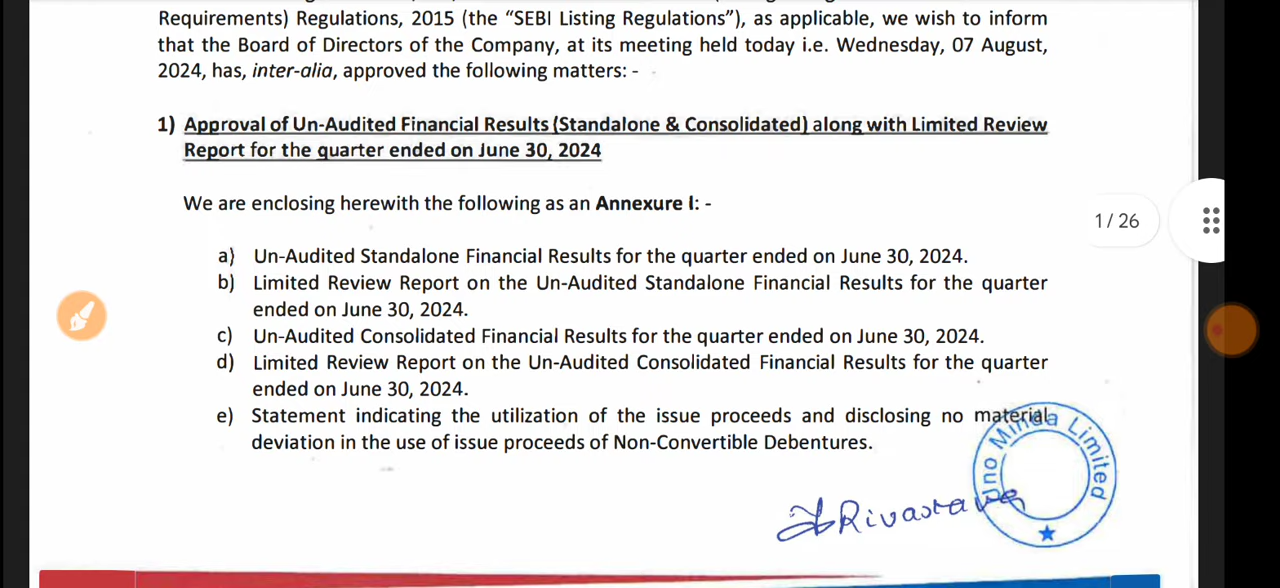 Requirements) Regulations, 2015 (the “SEBI Listing Regulations”), as applicable, we wish to inform
that the Board of Directors of the Company, at its meeting held today i.e. Wednesday, 07 August,
2024, has, inter-alia, approved the following matters: -
1) Approval of Un-Audited Financial Results (Standalone & Consolidated) along with Limited Review
Report for the quarter ended on June 30, 2024
We are enclosing herewith the following as an Annexure I: -
1 / 26
a) Un-Audited Standalone Financial Results for the quarter ended on June 30, 2024.
b) Limited Review Report on the Un-Audited Standalone Financial Results for the quarter
ended on June 30, 2024.
c) Un-Audited Consolidated Financial Results for the quarter ended on June 30, 2024.
d) Limited Review Report on the Un-Audited Consolidated Financial Results for the quarter
ended on June 30, 2024.
e) Statement indicating the utilization of the issue proceeds and disclosing no material
deviation in the use of issue proceeds of Non-Convertible Debentures.
Uno Minda Limited